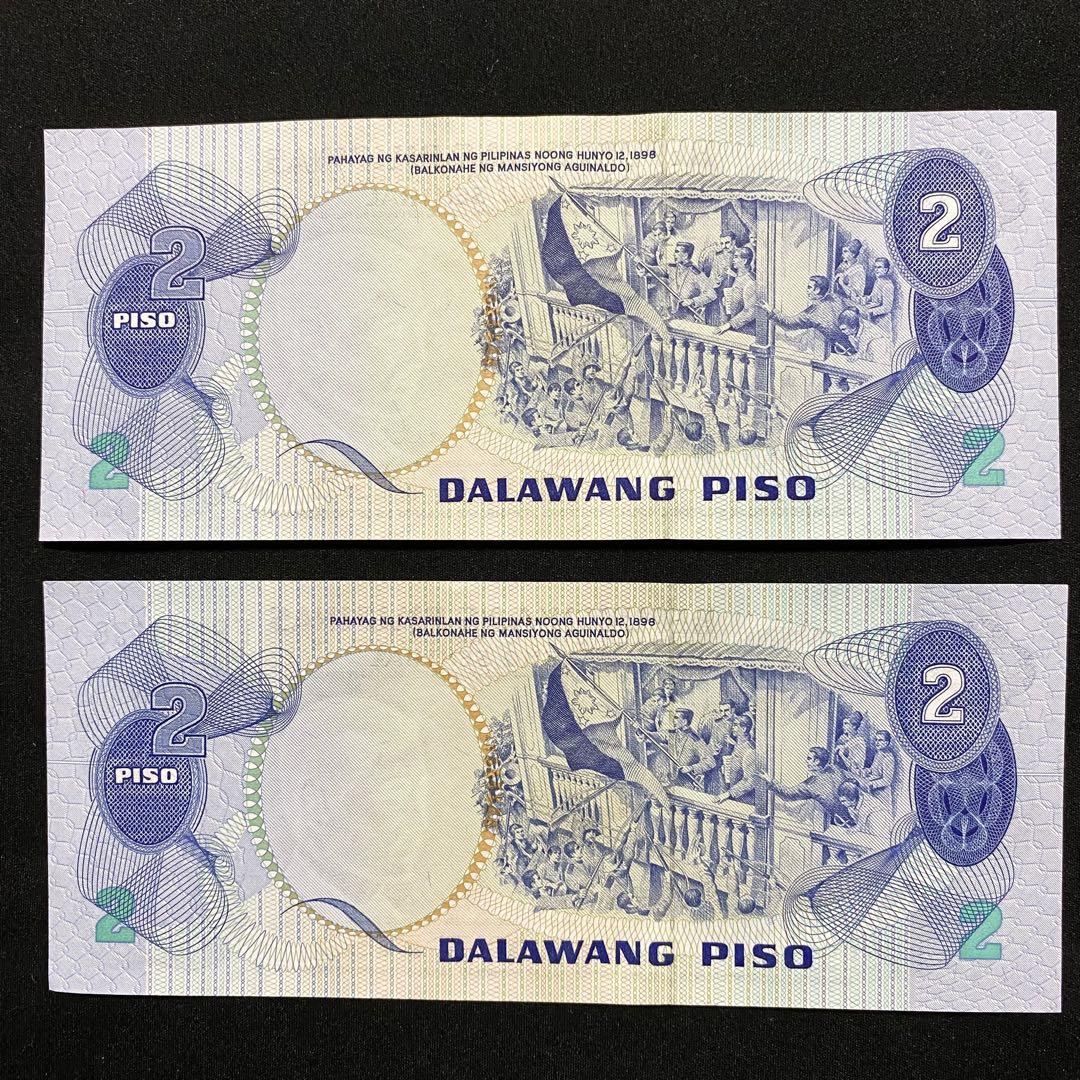 PAHAYAG NG KASARINLAN NG PILIPINAS NOONG HUNYO 12, 1898
(BALKONAHE NG MANSIYONG AGUINALDO)
2
2
PISO
2
2
DALAWANG PISO
PAHAYAG NG KASARINLAN NG PILIPINAS NOONG HUNYO 12, 1898
(BALKONAHE NG MANSIYONG AGUINALDO)
2
2
PISO
2
2
DALAWANG PISO